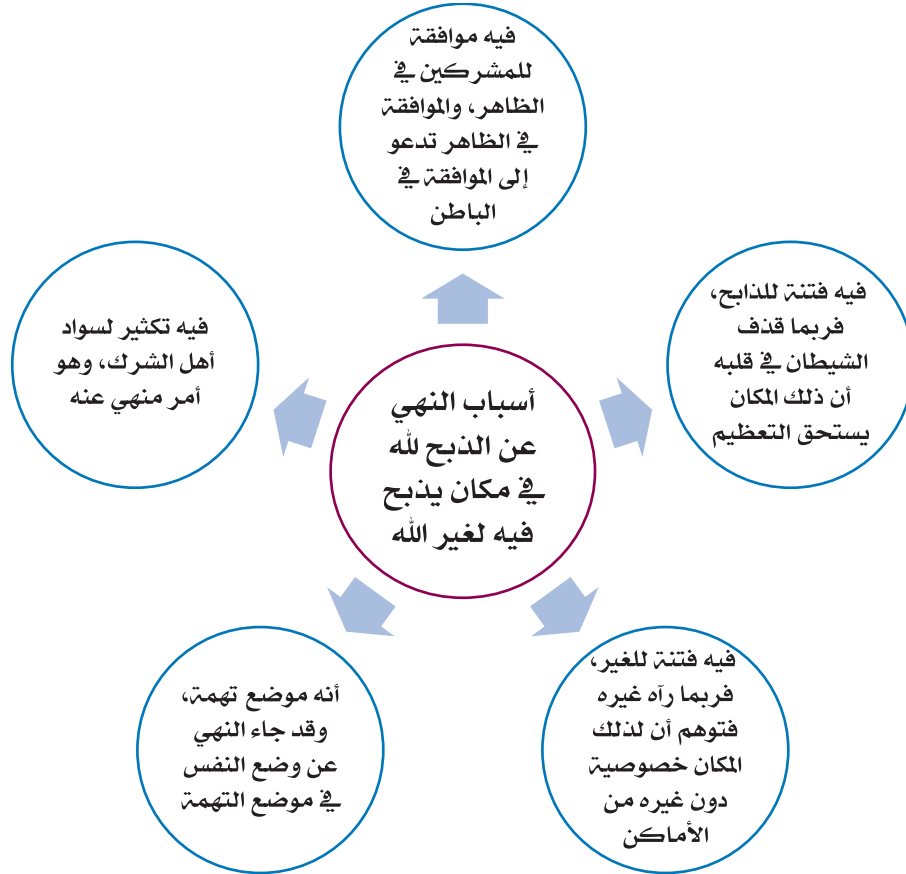 أسباب النهي
عن الذبح لله
في مكان يذبح
فيه لغير الله
فيه موافقة
للمشركين في
الظاهر، والموافقة
في الظاهر تدعو
إلى الموافقة في
الباطن
فيه فتنة للذابح،
فربما قذف
الشيطان في قلبه
أن ذلك المكان
يستحق التعظيم
فيه فتنة للغير،
فربما رآه غيره
فتوهم أن لذلك
المكان خصوصية
دون غيره من
الأماكن
أنه موضع تهمة،
وقد جاء النهي
عن وضع النفس
في موضع التهمة
فيه تكثير لسواد
أهل الشرك، وهو
أمر منهي عنه